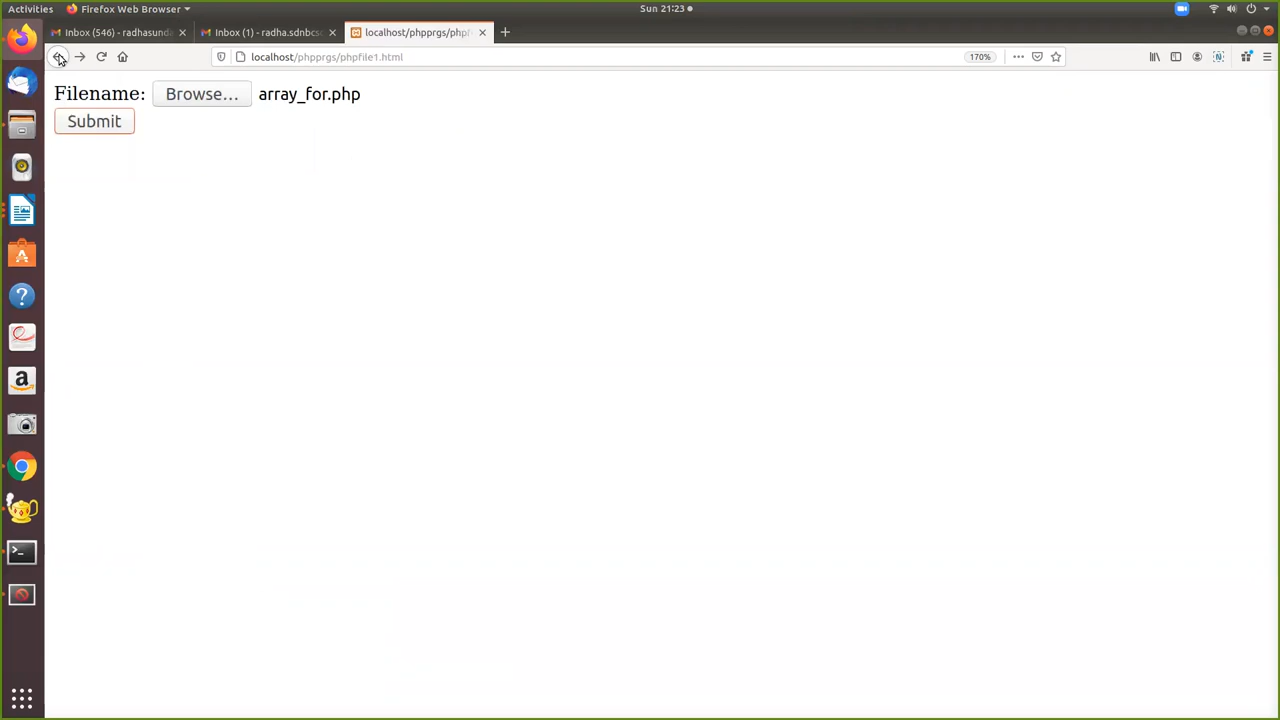 Activities
Firefox Web Browser
Sun 21:23
Inbox (546) - radhasund
Inbox (1) - radha.sdnbcs
localhost/phpprgs/phpf
localhost/phpprgs/phpfile1.html
170%
Filename: Browse... array_for.php
Submit